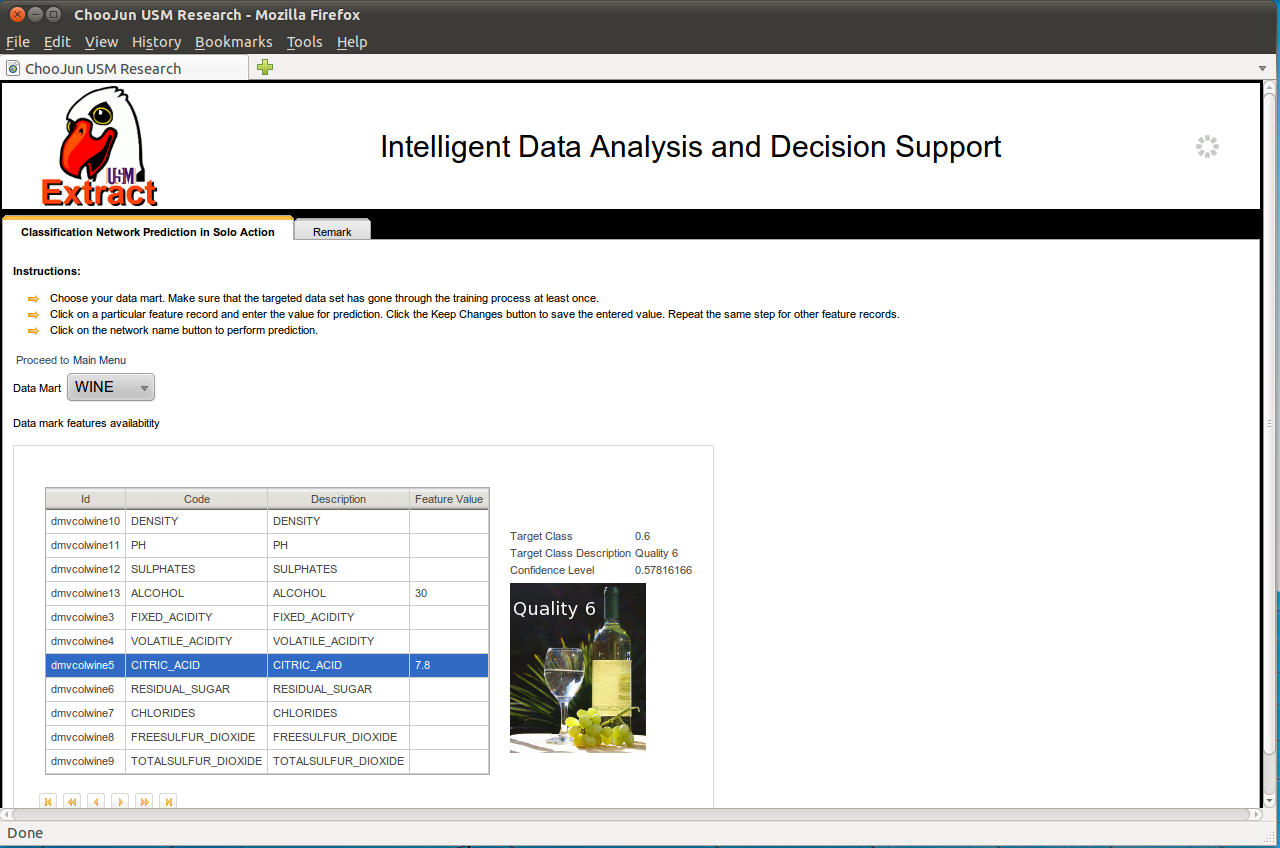 ChooJun USM Research - Mozilla Firefox
File Edit View History Bookmarks Tools Help
ChooJun USM Research
USM
Extract
Intelligent Data Analysis and Decision Support
Classification Network Prediction in Solo Action Remark
Instructions:
Choose your data mart. Make sure that the targeted data set has gone through the training process at least once.
Click on a particular feature record and enter the value for prediction. Click the Keep Changes button to save the entered value. Repeat the same step for other feature records.
Click on the network name button to perform prediction.
Proceed to Main Menu
Data Mart WINE
Data mark features availabitity
Id Code Description Feature Value
dmvcolwine10 DENSITY DENSITY
dmvcolwine11 PH PH
dmvcolwine12 SULPHATES SULPHATES
dmvcolwine13 ALCOHOL ALCOHOL 30
dmvcolwine3 FIXED_ACIDITY FIXED_ACIDITY
dmvcolwine4 VOLATILE_ACIDITY VOLATILE_ACIDITY
dmvcolwine5 CITRIC_ACID CITRIC_ACID 7.8
dmvcolwine6 RESIDUAL_SUGAR RESIDUAL_SUGAR
dmvcolwine7 CHLORIDES CHLORIDES
dmvcolwine8 FREESULFUR_DIOXIDE FREESULFUR_DIOXIDE
dmvcolwine9 TOTALSULFUR_DIOXIDE TOTALSULFUR_DIOXIDE
Target Class 0.6
Target Class Description Quality 6
Confidence Level 0.57816166
Quality 6
Done